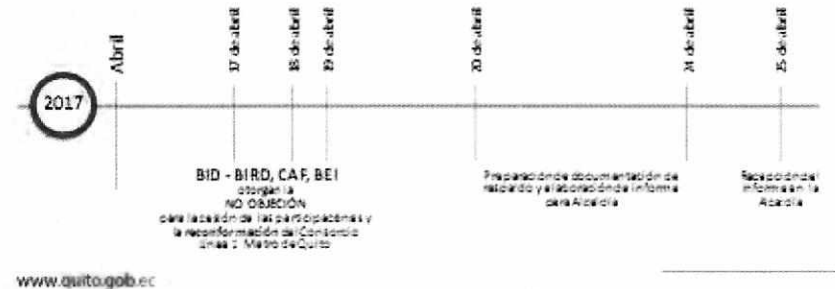 Abril
17 de abril
18 de abril
19 de abril
20 de abril
24 de abril
25 de abril
2017
BID - BIRD, CAF, BEI
otorgan la
NO OBJECIÓN
para la cesión de las participaciones y
la reconformación del Consorcio
Línea 1 Metro de Quito
Preparación de documentación de
respaldo y elaboración de informe
para Alcaldía
Recepción del
informe en la
Alcaldía
www.quito.gob.ec